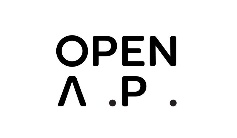 OPEN
Λ .P .